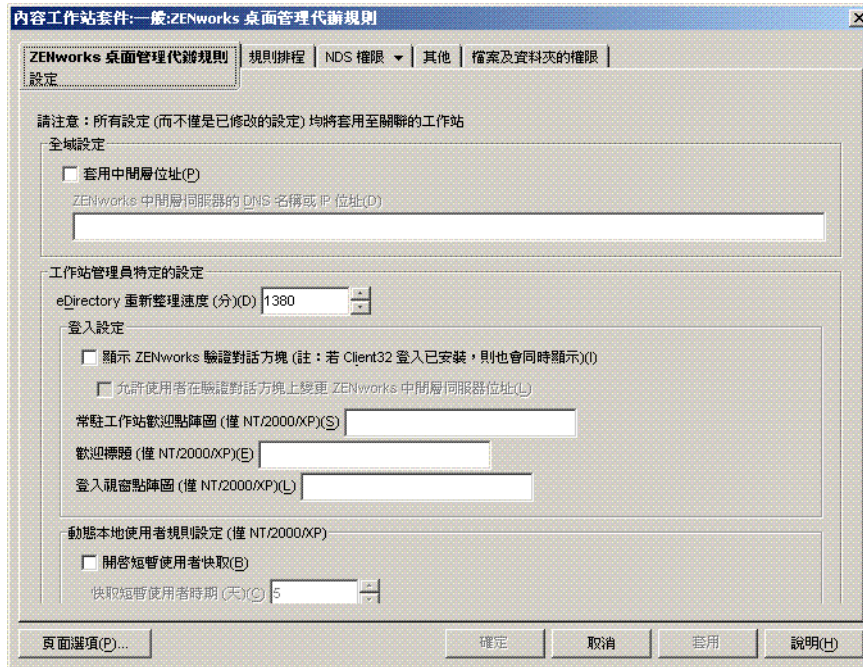 內容工作站套件:一般:ZENworks 桌面管理代辦規則
ZENworks 桌面管理代辦規則 規則排程 NDS 權限 其他 檔案及資料夾的權限
設定
請注意：所有設定 (而不僅是已修改的設定) 均將套用至關聯的工作站
全域設定
套用中間層位址(P)
ZENworks 中間層伺服器的 DNS 名稱或 IP 位址(D)
工作站管理員特定的設定
eDirectory 重新整理速度 (分)(D) 1380
登入設定
顯示 ZENworks 驗證對話方塊 (註：若 Client32 登入已安裝，則也會同時顯示)(I)
允許使用者在驗證對話方塊上變更 ZENworks 中間層伺服器位址(L)
常駐工作站歡迎點陣圖 (僅 NT/2000/XP)(S)
歡迎標題 (僅 NT/2000/XP)(E)
登入視窗點陣圖 (僅 NT/2000/XP)(L)
動態本地使用者規則設定 (僅 NT/2000/XP)
開啓短暫使用者快取(B)
快取短暫使用者時期 (天)(C) 5
頁面選項(P)... 確定 取消 套用 說明(H)